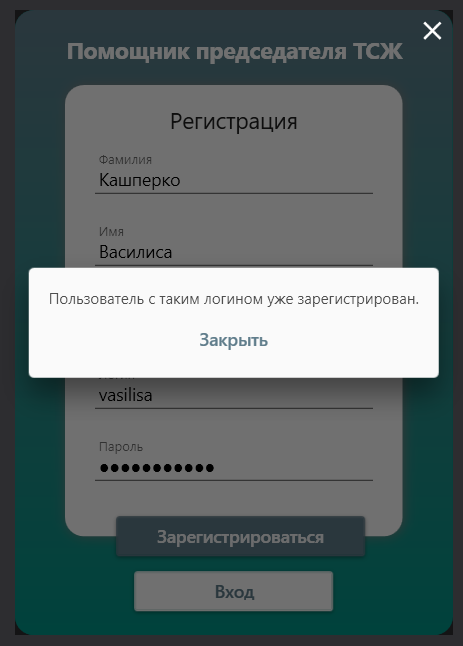 Помощник председателя ТСЖ
Регистрация
Фамилия
Кашперко
Имя
Василиса
Пользователь с таким логином уже зарегистрирован.
Закрыть
vasilisa
Пароль
●●●●●●●●●●●
Зарегистрироваться
Вход